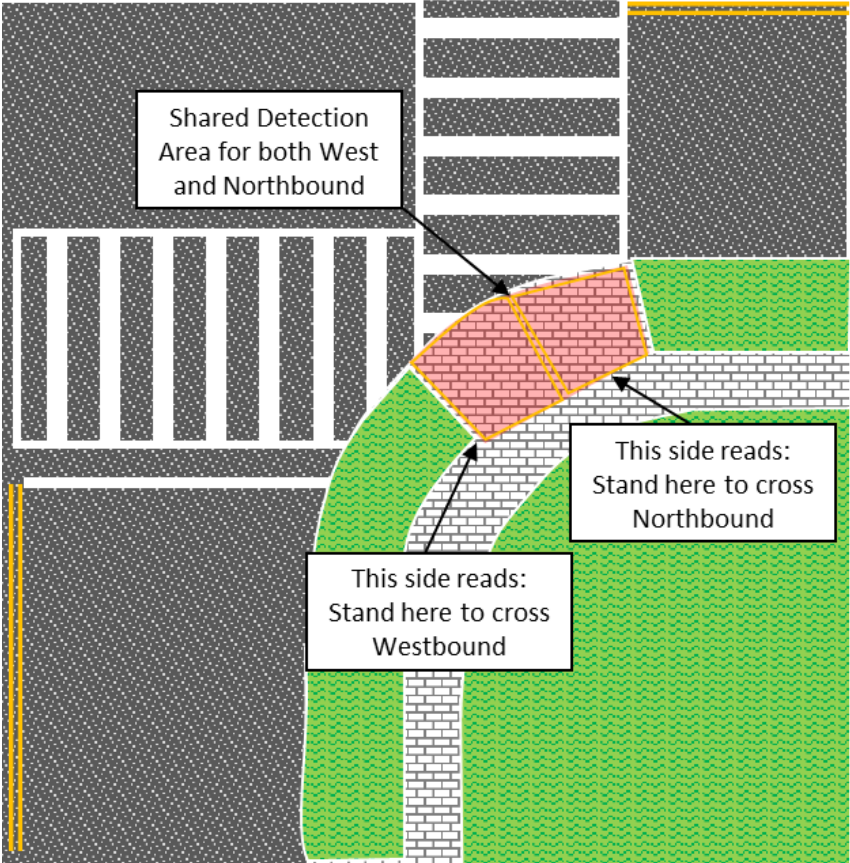 Shared Detection
Area for both West
and Northbound
This side reads:
Stand here to cross
Northbound
This side reads:
Stand here to cross
Westbound